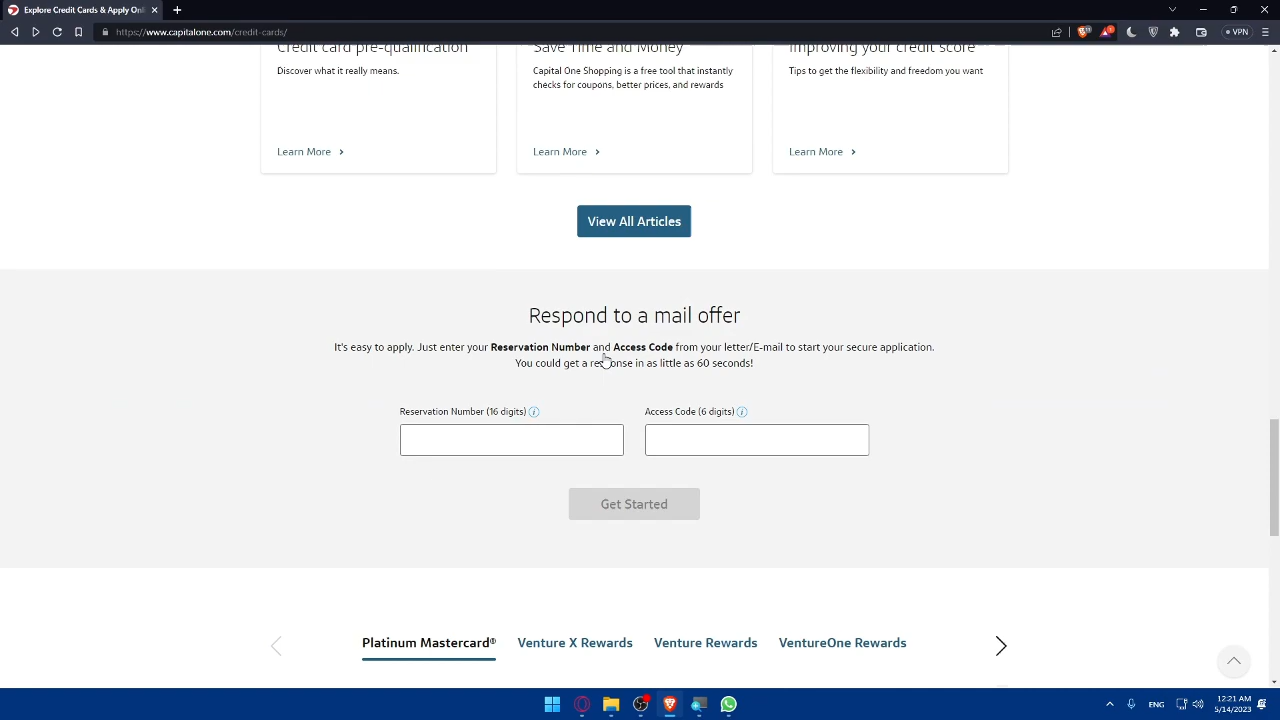 Explore Credit Cards & Apply Onli
https://www.capitalone.com/credit-cards/
VPN
Credit card pre-qualification
Discover what it really means.
Learn More
Save Time and Money
Capital One Shopping is a free tool that instantly
checks for coupons, better prices, and rewards
Learn More
Improving your credit score
Tips to get the flexibility and freedom you want
Learn More
View All Articles
Respond to a mail offer
It's easy to apply. Just enter your Reservation Number and Access Code from your letter/E-mail to start your secure application.
You could get a response in as little as 60 seconds!
Reservation Number (16 digits)
Access Code (6 digits)
Get Started
Platinum Mastercard®
Venture X Rewards
Venture Rewards
VentureOne Rewards
ENG
12:21 AM
5/14/2023